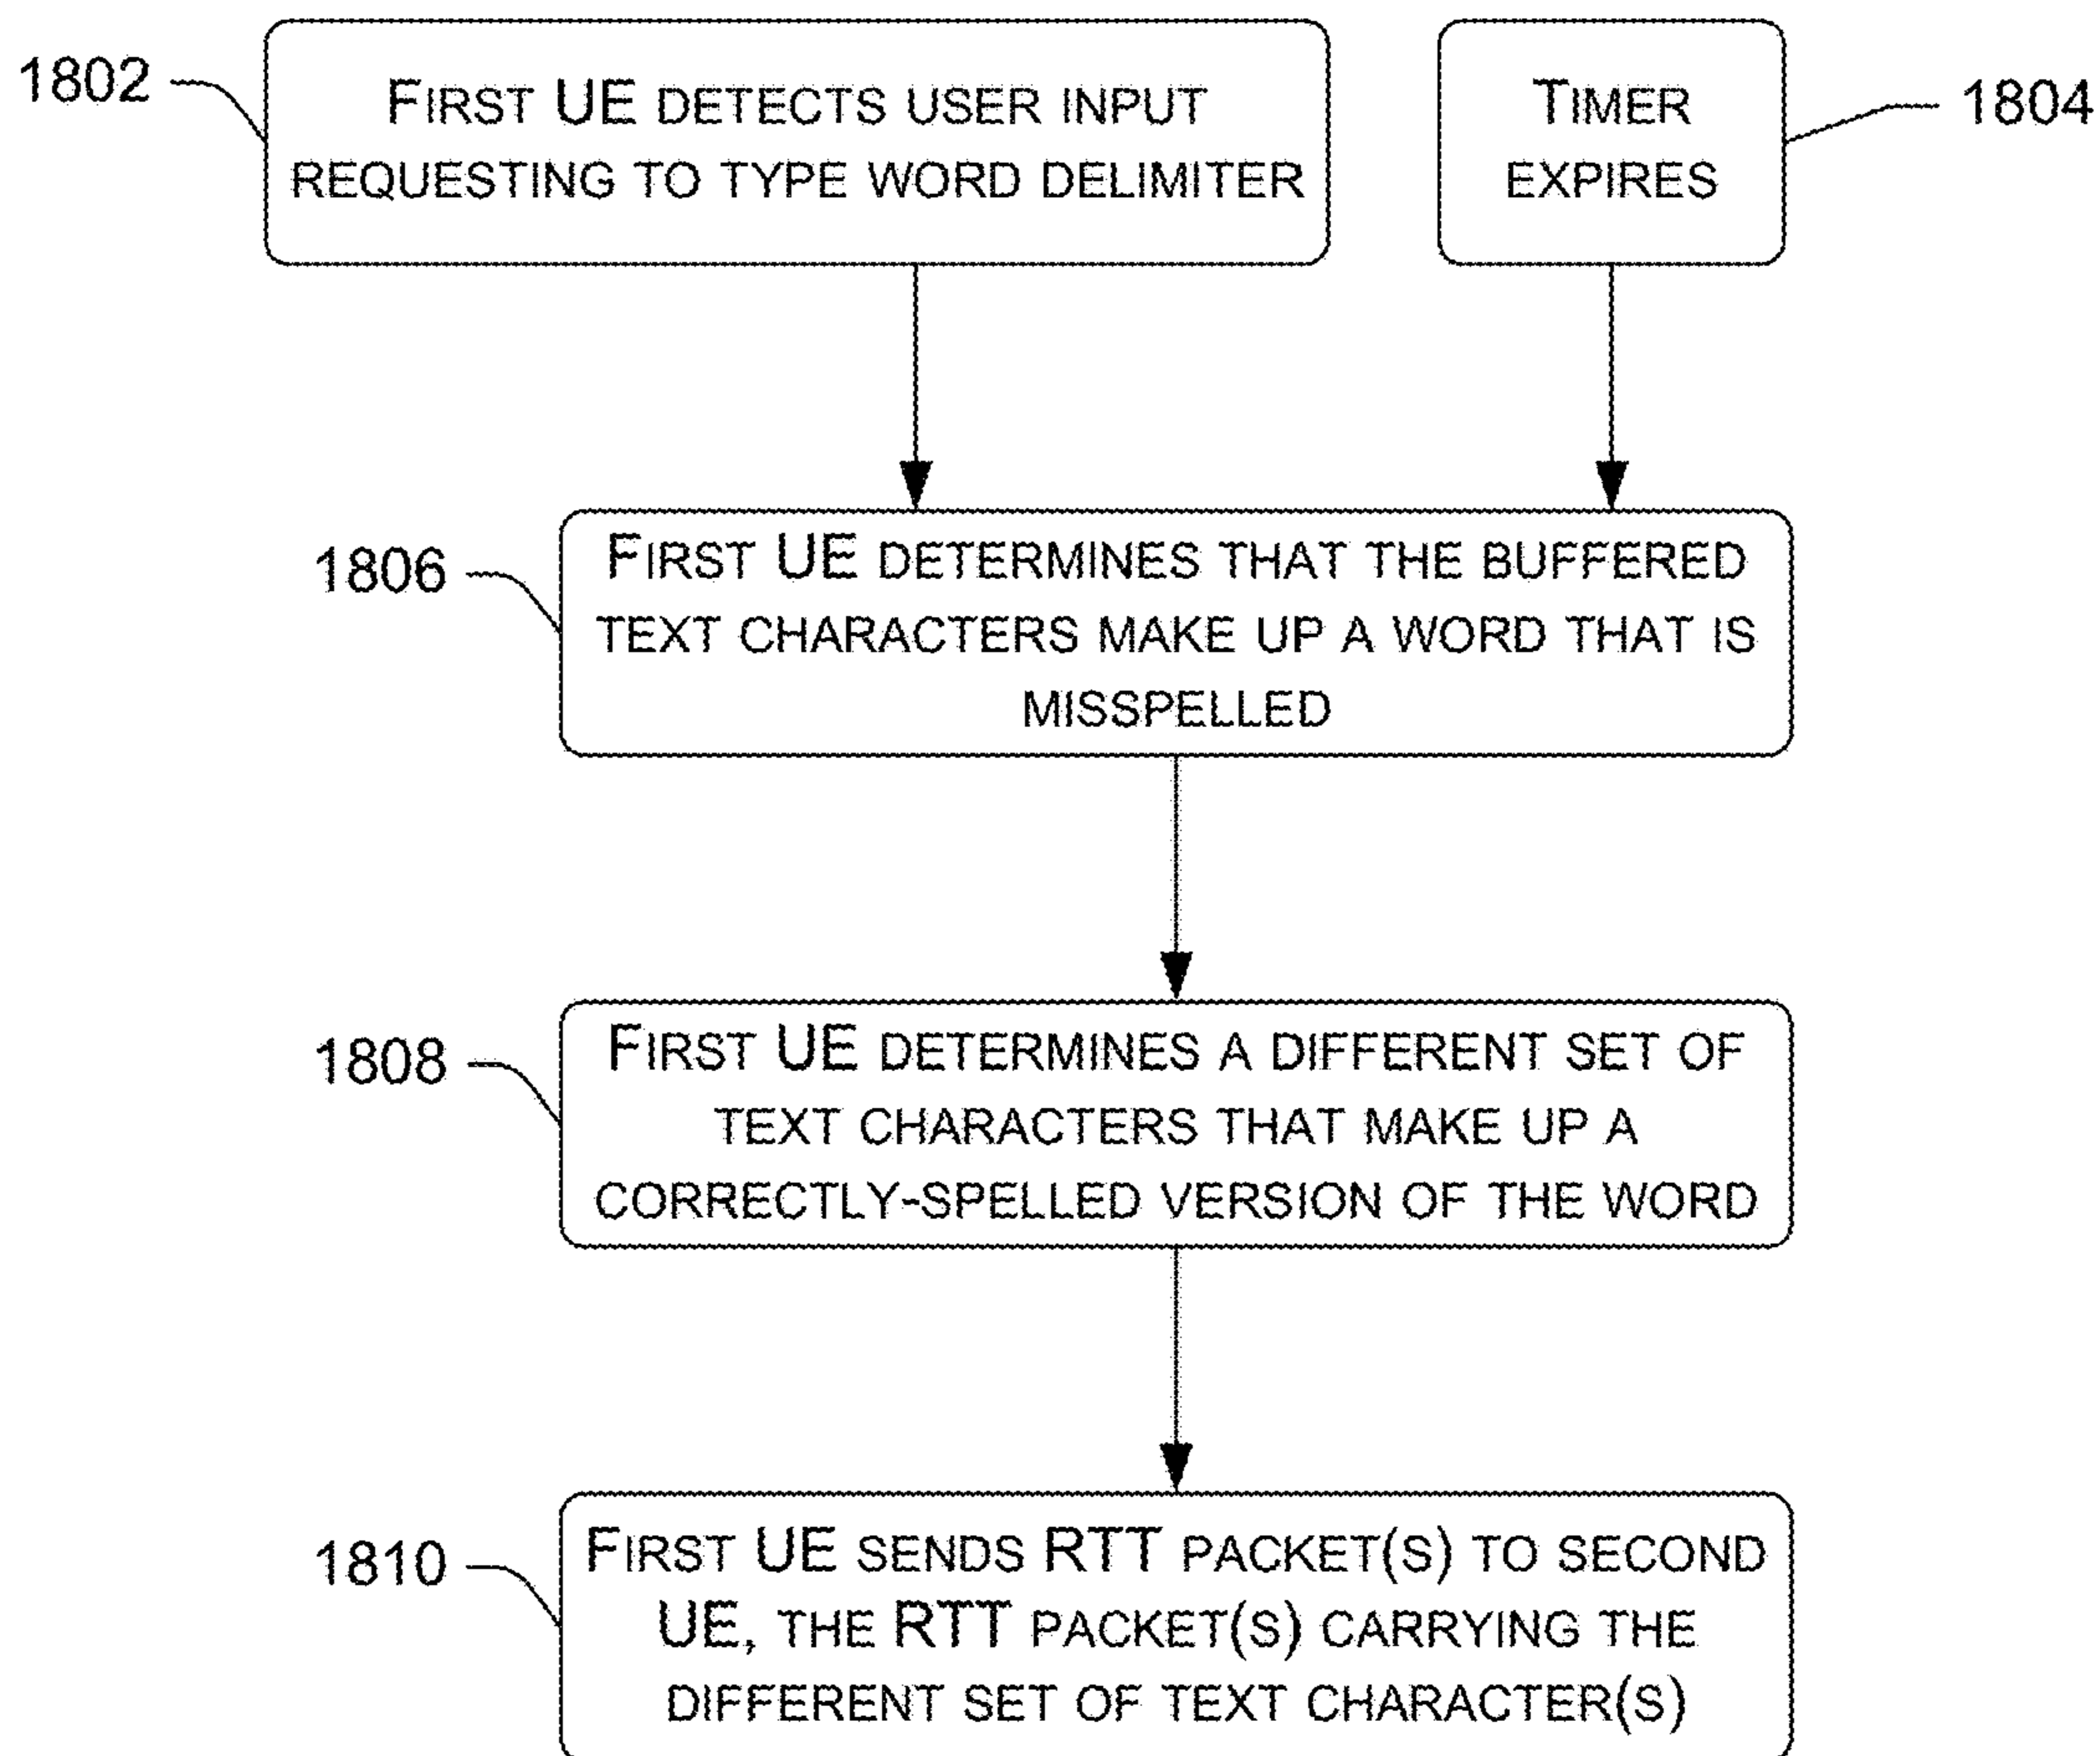 1802
FIRST UE DETECTS USER INPUT
REQUESTING TO TYPE WORD DELIMITER
TIMER
EXPIRES
1804
1806
FIRST UE DETERMINES THAT THE BUFFERED
TEXT CHARACTERS MAKE UP A WORD THAT IS
MISSPELLED
1808
FIRST UE DETERMINES A DIFFERENT SET OF
TEXT CHARACTERS THAT MAKE UP A
CORRECTLY-SPELLED VERSION OF THE WORD
1810
FIRST UE SENDS RTT PACKET(S) TO SECOND
UE, THE RTT PACKET(S) CARRYING THE
DIFFERENT SET OF TEXT CHARACTER(S)